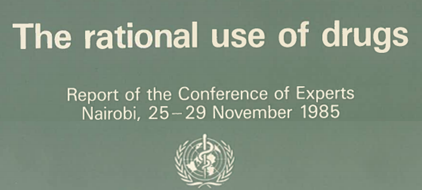 The rational use of drugs
Report of the Conference of Experts
Nairobi, 25–29 November 1985